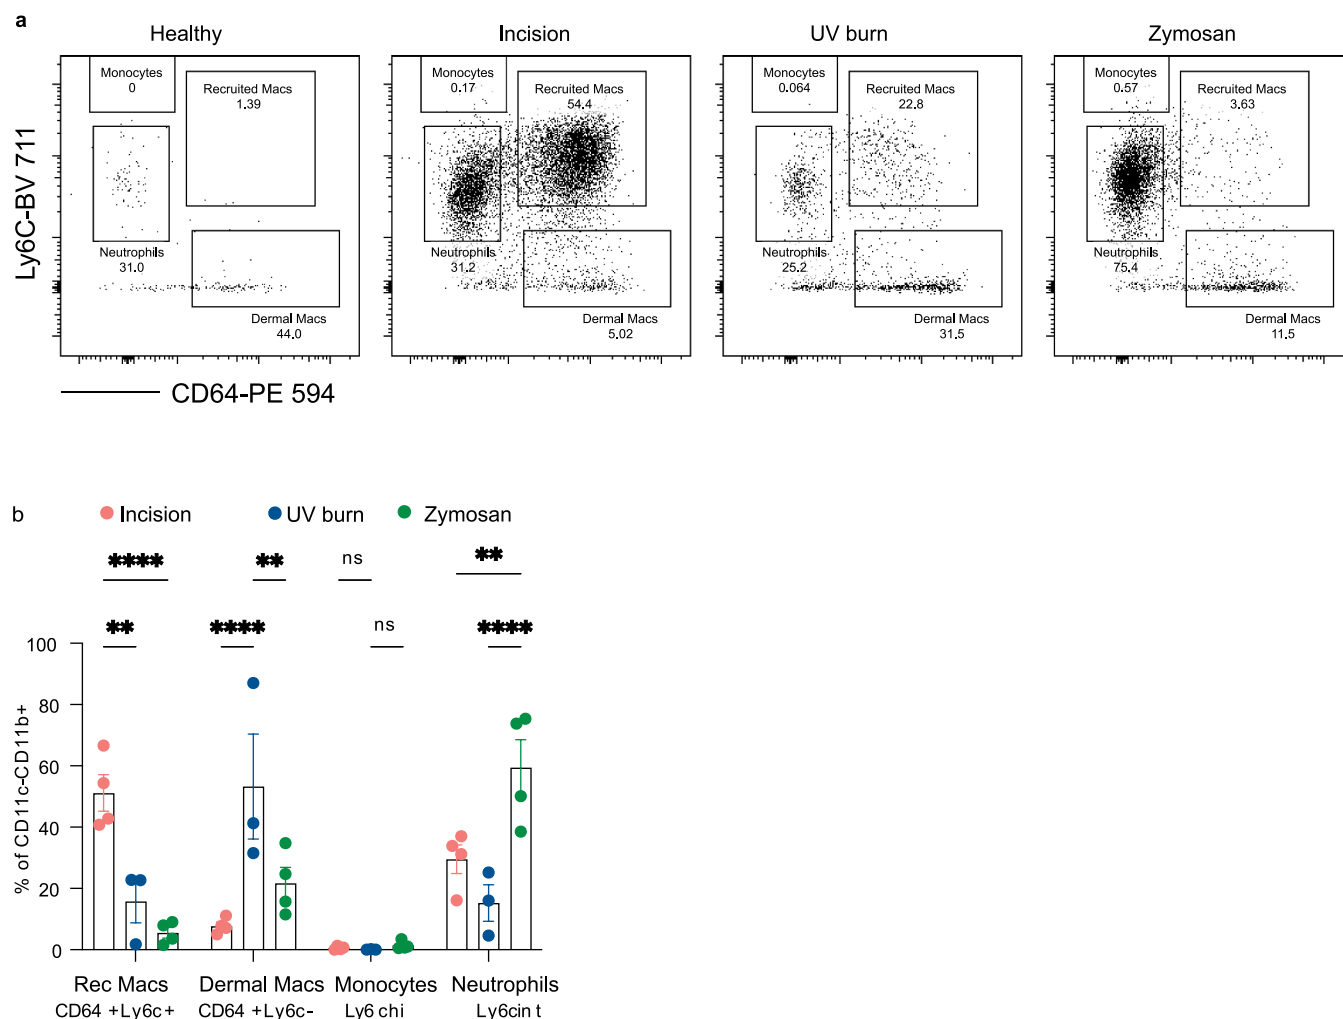 a
Healthy Incision UV burn Zymosan
Ly6C-BV 711
Monocytes
0
Recruited Macs
1.39
Neutrophils
31.0
Dermal Macs
44.0
Monocytes
0.17
Recruited Macs
54.4
Neutrophils
31.2
Dermal Macs
5.02
Monocytes
0.064
Recruited Macs
22.8
Neutrophils
25.2
Dermal Macs
31.5
Monocytes
0.57
Recruited Macs
3.63
Neutrophils
75.4
Dermal Macs
11.5
CD64-PE 594
b
Incision UV burn Zymosan
**** ** ns **
** **** ns ****
% of CD11c-CD11b+
100
80
60
40
20
0
Rec Macs Dermal Macs Monocytes Neutrophils
CD64 +Ly6c+ CD64 +Ly6c- Ly6 chi Ly6cin t